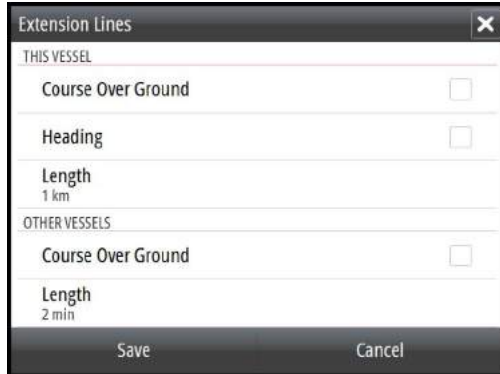 Extension Lines
THIS VESSEL
Course Over Ground
Heading
Length
1 km
OTHER VESSELS
Course Over Ground
Length
2 min
Save Cancel